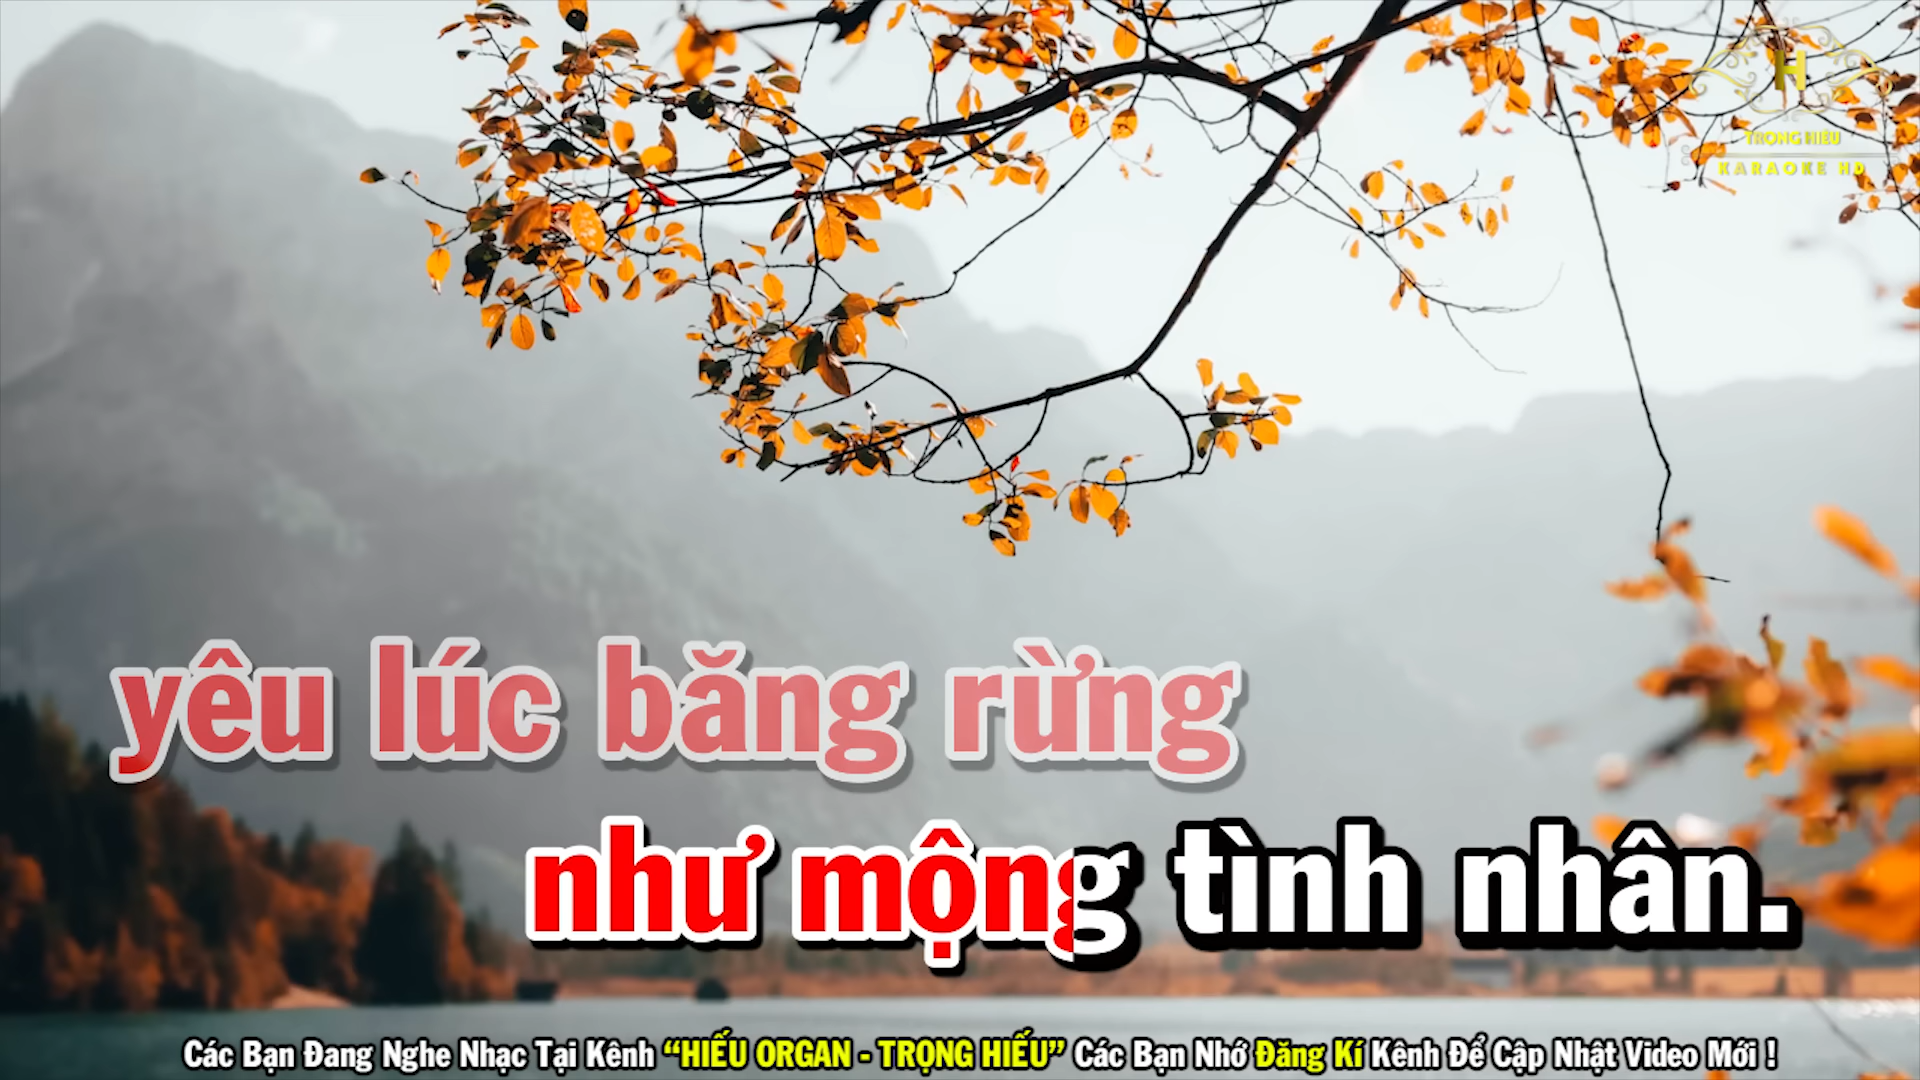 H
TRỌNG HIẾU
KARAOKE HD
yêu lúc băng rừng
như mộng tình nhân.
Các Bạn Đang Nghe Nhạc Tại Kênh “HIẾU ORGAN - TRỌNG HIẾU” Các Bạn Nhớ Đăng Kí Kênh Để Cập Nhật Video Mới !